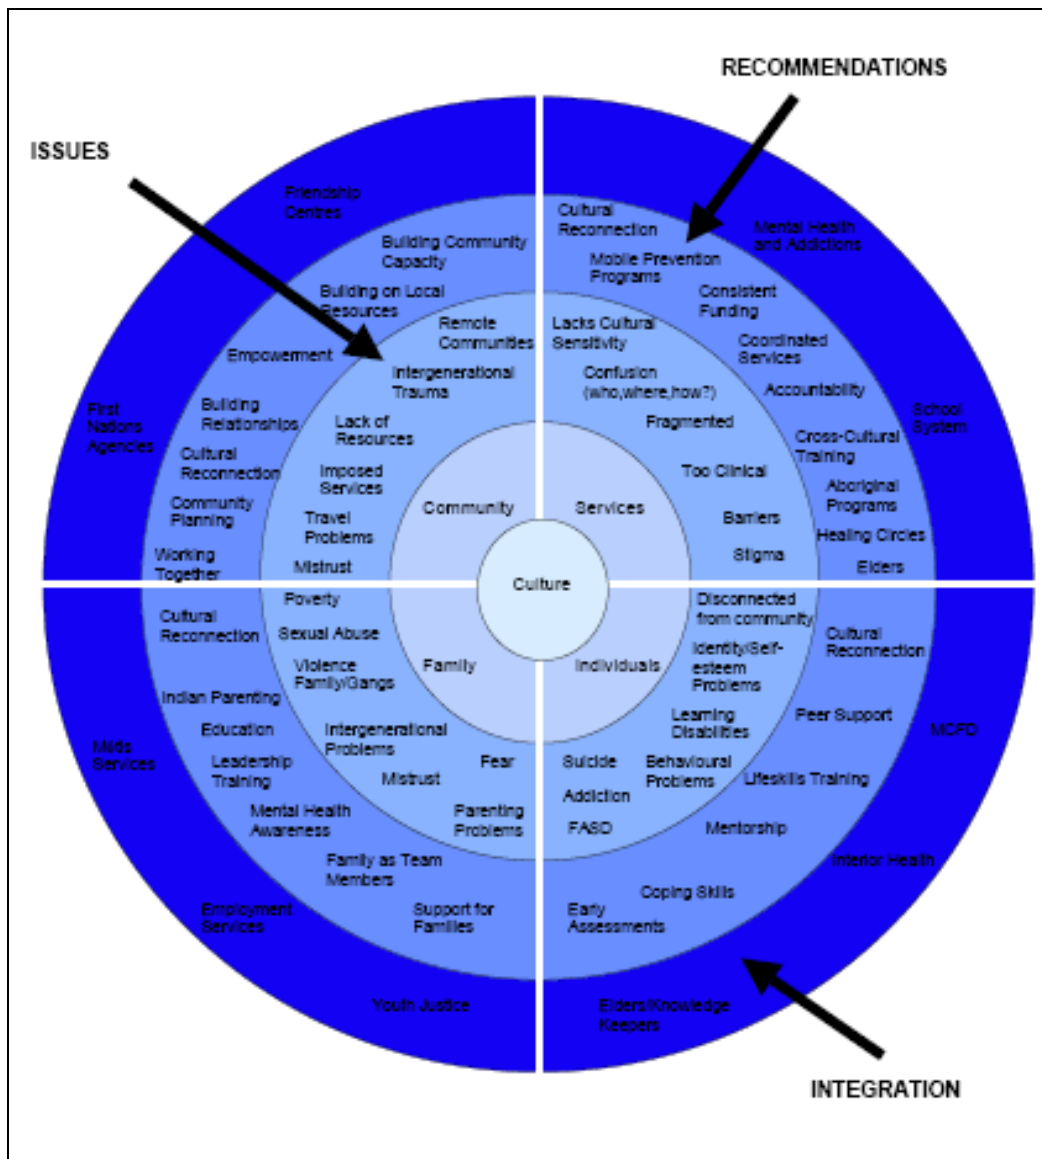 RECOMMENDATIONS
ISSUES
Friendship
Centres
Building Community
Capacity
Building on Local
Resources
Empowerment
Building
Relationships
Cultural
Reconnection
Community
Planning
Working
Together
First
Nations
Agencies
Remote
Communities
Intergenerational
Trauma
Lack of
Resources
Imposed
Services
Travel
Problems
Mistrust
Community
Cultural
Reconnection
Mobile Prevention
Programs
Consistent
Funding
Coordinated
Services
Accountability
Cross-Cultural
Training
Aboriginal
Programs
Healing Circles
Elders
Mental Health
and Addictions
School
System
Lacks Cultural
Sensitivity
Confusion
(who,where,how?)
Fragmented
Too Clinical
Barriers
Stigma
Services
Culture
Poverty
Sexual Abuse
Violence
Family/Gangs
Intergenerational
Problems
Mistrust
Fear
Parenting
Problems
Family
Cultural
Reconnection
Indian Parenting
Education
Leadership
Training
Mental Health
Awareness
Family as Team
Members
Support for
Families
Métis
Services
Employment
Services
Youth Justice
Individuals
Disconnected
from community
Identity/Self-
esteem
Problems
Learning
Disabilities
Behavioural
Problems
Suicide
Addiction
FASD
Cultural
Reconnection
Peer Support
Lifeskills Training
Mentorship
Coping Skills
Early
Assessments
MCFD
Interior Health
Elders/Knowledge
Keepers
INTEGRATION